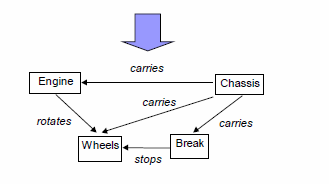 carries
Engine
Chassis
carries
rotates
carries
Wheels
Break
stops